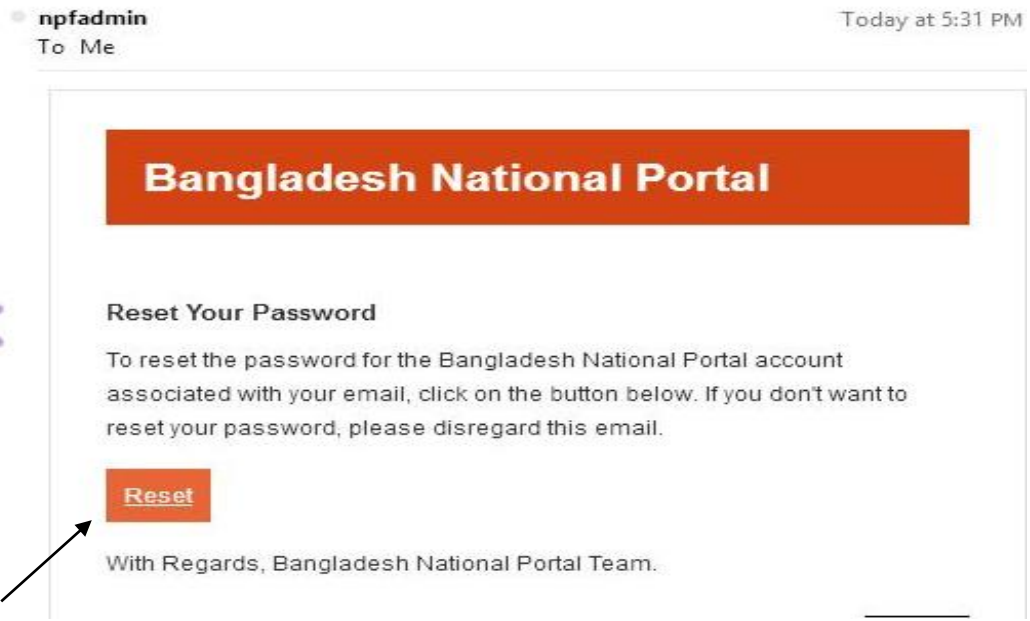 npfadmin Today at 5:31 PM
To Me
Bangladesh National Portal
Reset Your Password
To reset the password for the Bangladesh National Portal account
associated with your email, click on the button below. If you don't want to
reset your password, please disregard this email.
Reset
With Regards, Bangladesh National Portal Team.